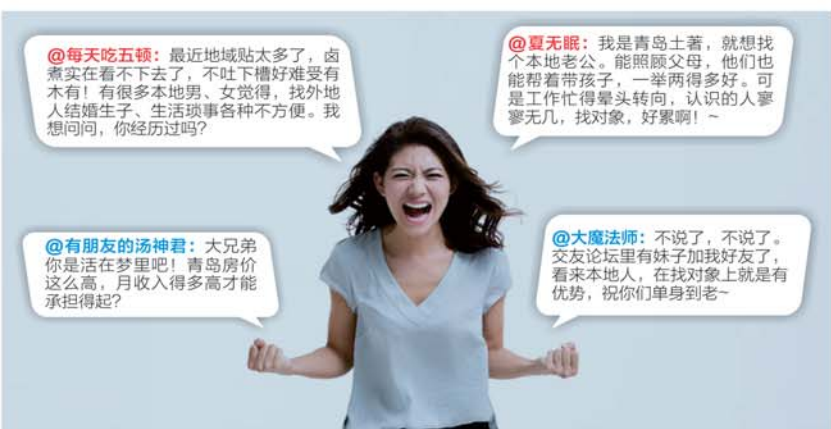 @每天吃五顿：最近地域贴太多了，卤
煮实在看不下去了，不吐下槽好难受有
木有！有很多本地男、女觉得，找外地
人结婚生子、生活琐事各种不方便。我
想问问，你经历过吗？
@夏无眠：我是青岛土著，就想找
个本地老公。能照顾父母，他们也
能帮着带孩子，一举两得多好。可
是工作忙得晕头转向，认识的人寥
寥无几，找对象，好累啊！~
@有朋友的汤神君：大兄弟
你是活在梦里吧！青岛房价
这么高，月收入得多高才能
承担得起？
@大魔法师：不说了，不说了。
交友论坛里有妹子加我好友了，
看来本地人，在找对象上就是有
优势，祝你们单身到老~